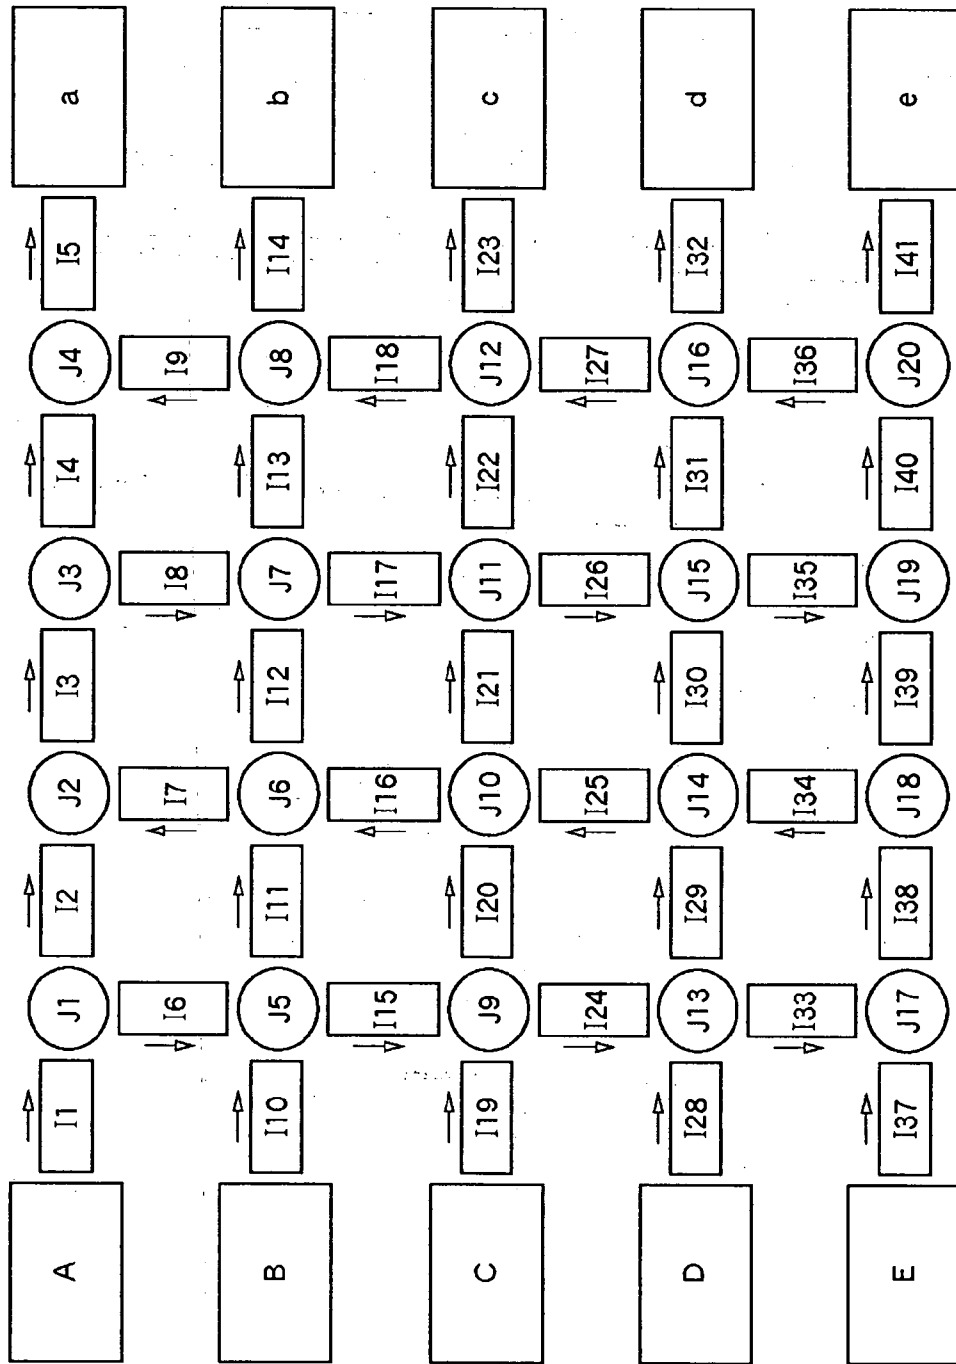 A I1 J1 I2 J2 I3 J3 I4 J4 I5 a
I6 I7 I8 I9
B I10 J5 I11 J6 I12 J7 I13 J8 I14 b
I15 I16 I17 I18
C I19 J9 I20 J10 I21 J11 I22 J12 I23 c
I24 I25 I26 I27
D I28 J13 I29 J14 I30 J15 I31 J16 I32 d
I33 I34 I35 I36
E I37 J17 I38 J18 I39 J19 I40 J20 I41 e